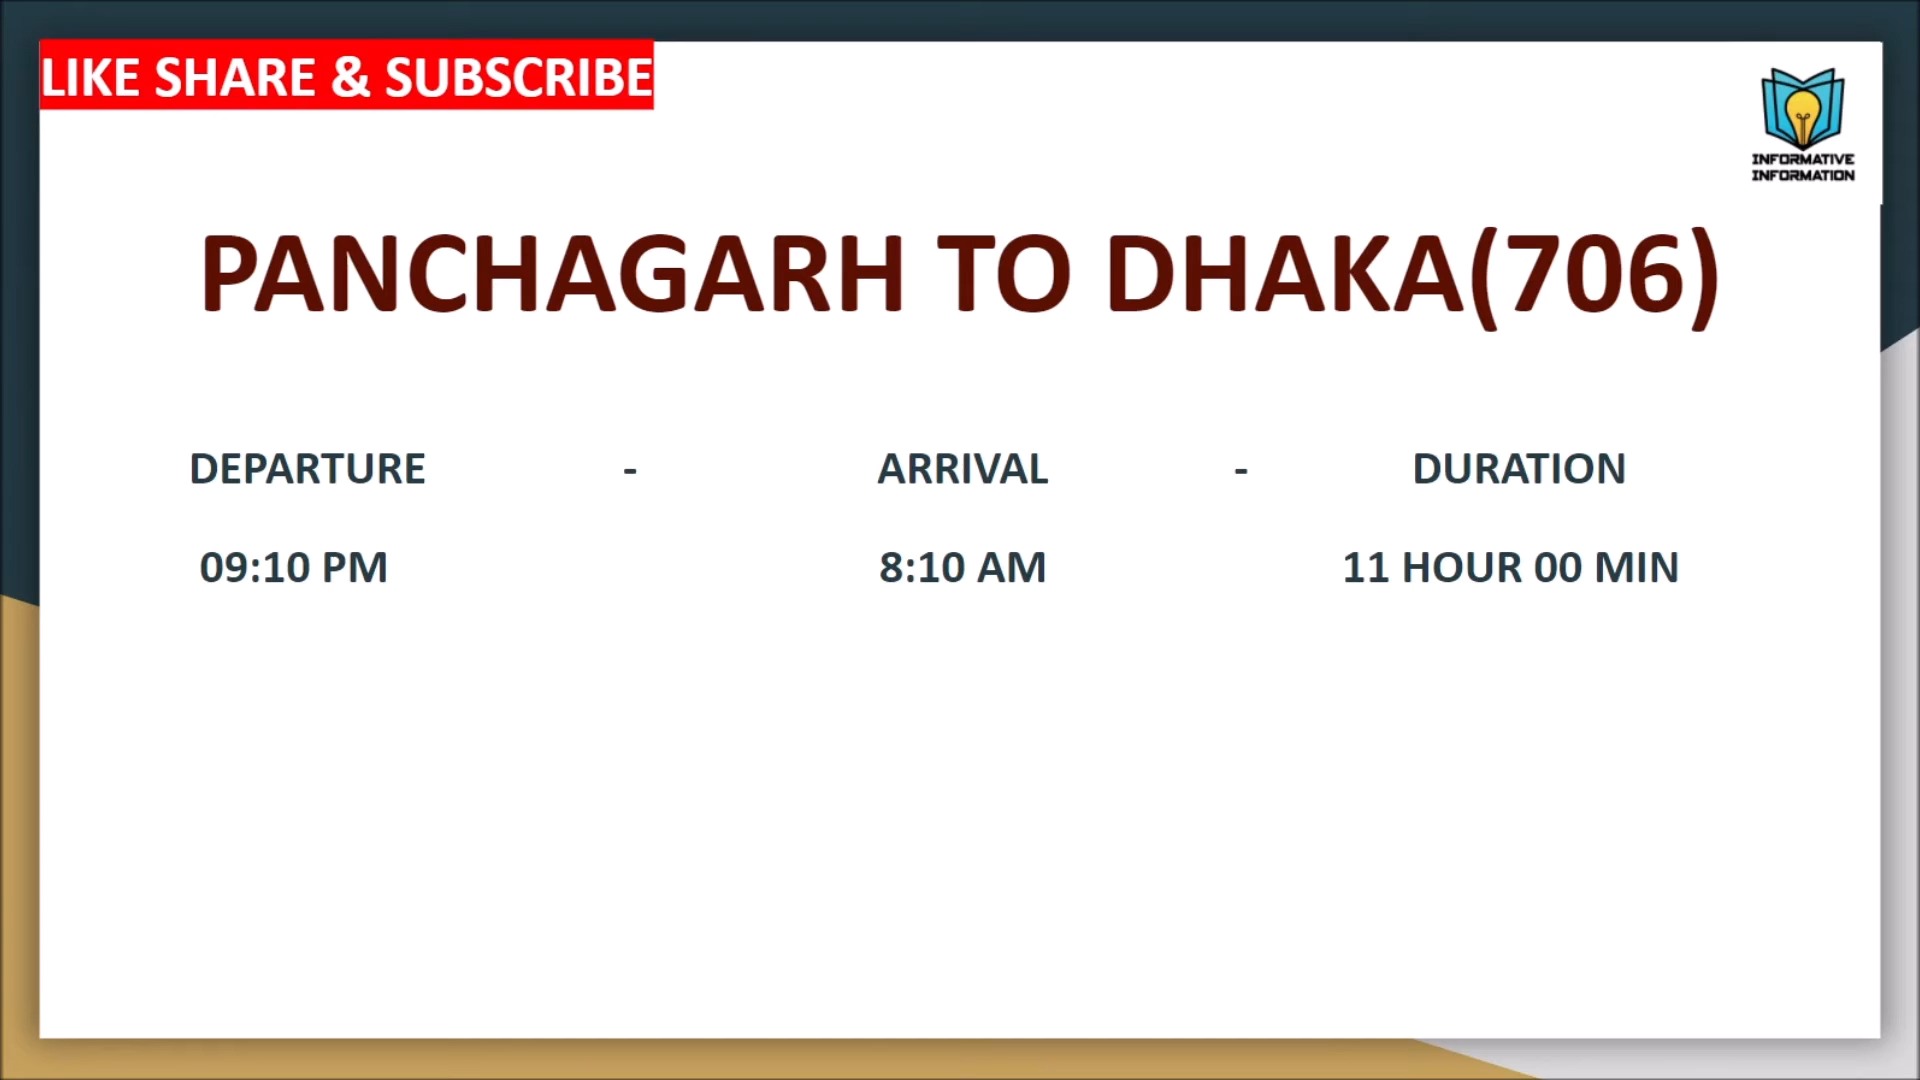 LIKE SHARE & SUBSCRIBE
INFORMATIVE
INFORMATION
PANCHAGARH TO DHAKA(706)
DEPARTURE - ARRIVAL - DURATION
09:10 PM 8:10 AM 11 HOUR 00 MIN